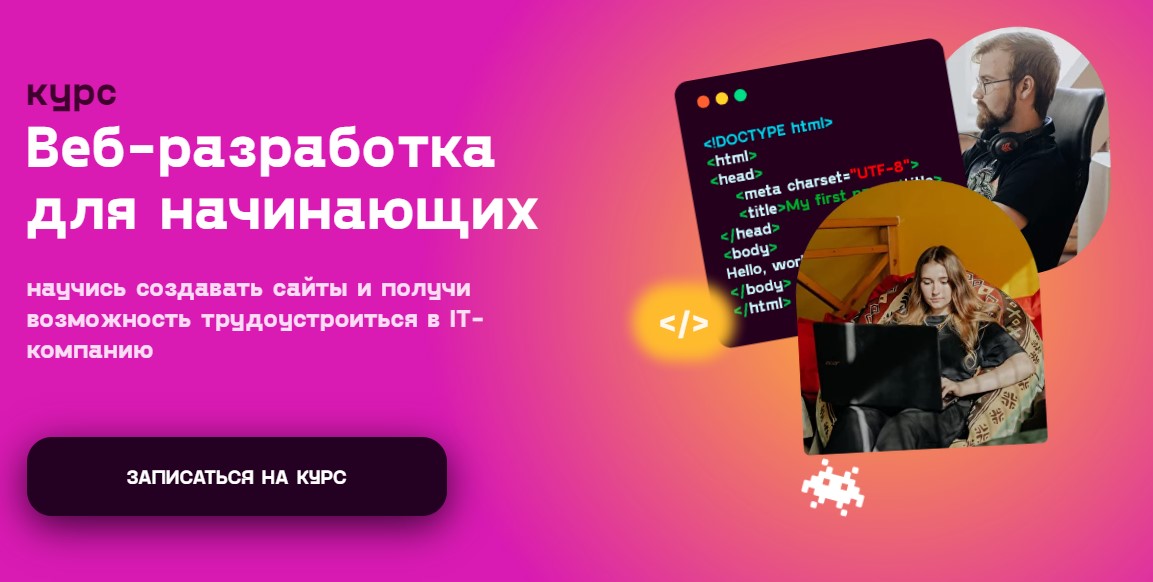 курс
Веб-разработка
для начинающих
научись создавать сайты и получи
возможность трудоустроиться в IT-
компанию
ЗАПИСАТЬСЯ НА КУРС
<!DOCTYPE html>
<html>
<head>
<meta charset="UTF-8">
<title>My first
</head>
<body>
Hello,
</body>
</html>
</>